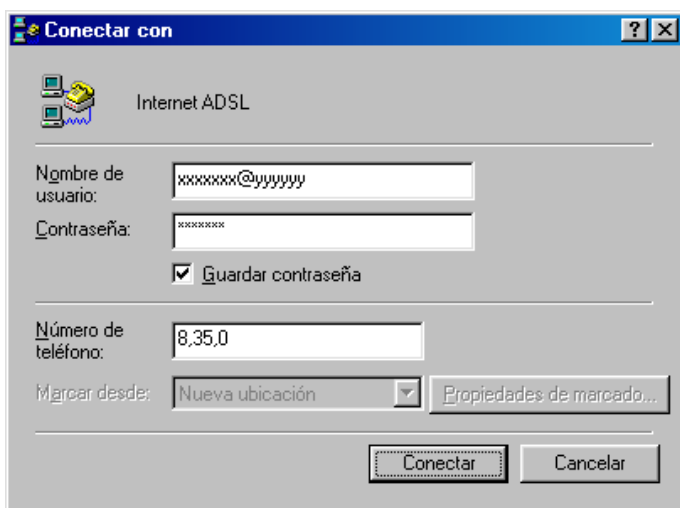 Conectar con
Internet ADSL
Nombre de
usuario:
xxxxxxx@yyyyyy
Contraseña:
*******
Guardar contraseña
Número de
teléfono:
8,35,0
Marcar desde:
Nueva ubicación
Propiedades de marcado...
Conectar
Cancelar